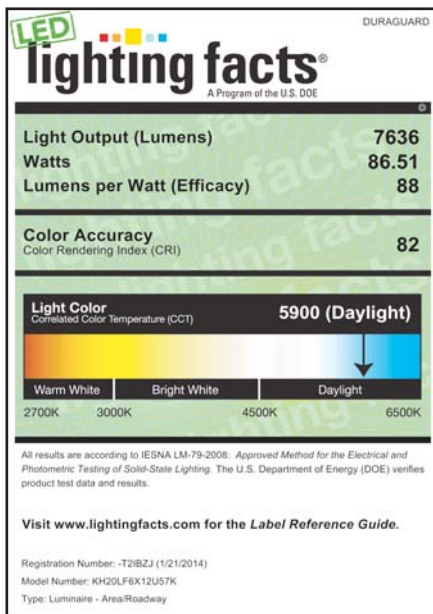 DURAGUARD
LED
lighting facts®
A Program of the U.S. DOE
Light Output (Lumens) 7636
Watts 86.51
Lumens per Watt (Efficacy) 88
Color Accuracy 82
Color Rendering Index (CRI)
Light Color 5900 (Daylight)
Correlated Color Temperature (CCT)
Warm White Bright White Daylight
2700K 3000K 4500K 6500K
All results are according to IESNA LM-79-2008: Approved Method for the Electrical and
Photometric Testing of Solid-State Lighting. The U.S. Department of Energy (DOE) verifies
product test data and results.
Visit www.lightingfacts.com for the Label Reference Guide.
Registration Number: -T2IBZJ (1/21/2014)
Model Number: KH20LF6X12U57K
Type: Luminaire - Area/Roadway